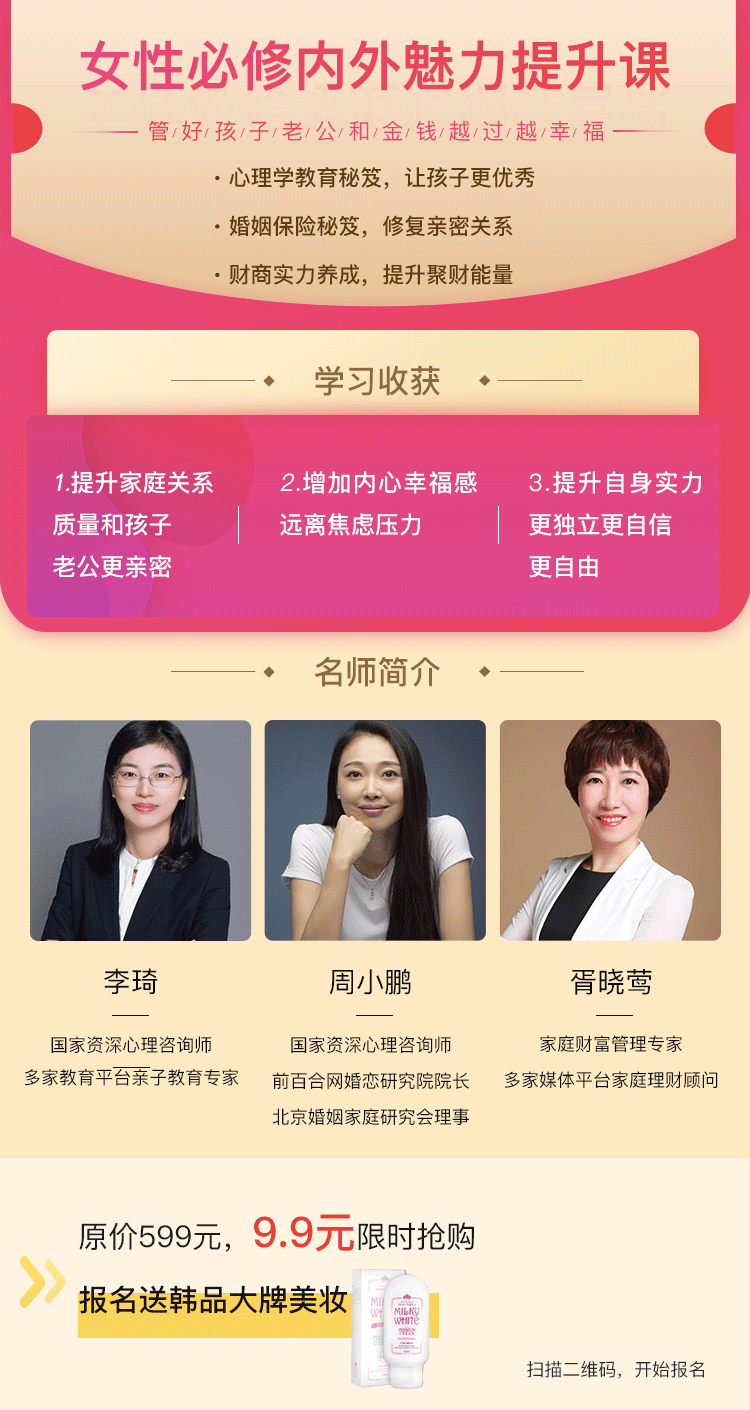 女性必修内外魅力提升课
管/好/孩/子/老/公/和/金/钱/越/过/越/幸/福
·心理学教育秘笈，让孩子更优秀
·婚姻保险秘笈，修复亲密关系
·财商实力养成，提升聚财能量
学习收获
1.提升家庭关系
质量和孩子
老公更亲密
2.增加内心幸福感
远离焦虑压力
3.提升自身实力
更独立更自信
更自由
名师简介
李琦
国家资深心理咨询师
多家教育平台亲子教育专家
周小鹏
国家资深心理咨询师
前百合网婚恋研究院院长
北京婚姻家庭研究会理事
胥晓莺
家庭财富管理专家
多家媒体平台家庭理财顾问
原价599元，9.9元限时抢购
报名送韩品大牌美妆
MILKY
WHITE
扫描二维码，开始报名